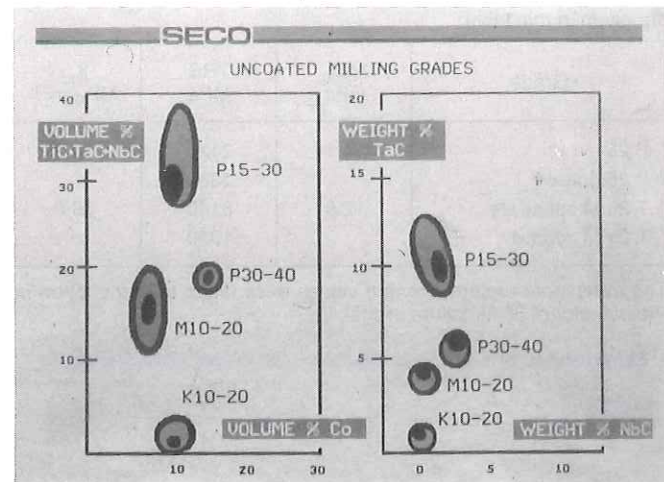 SECO
UNCOATED MILLING GRADES
40
VOLUME %
TiC·TaC·NbC
30
20
10
P15-30
P30-40
M10-20
K10-20
VOLUME % Co
10
20
30
20
WEIGHT %
TaC
15
10
5
P15-30
P30-40
M10-20
K10-20
WEIGHT % NbC
0
5
10